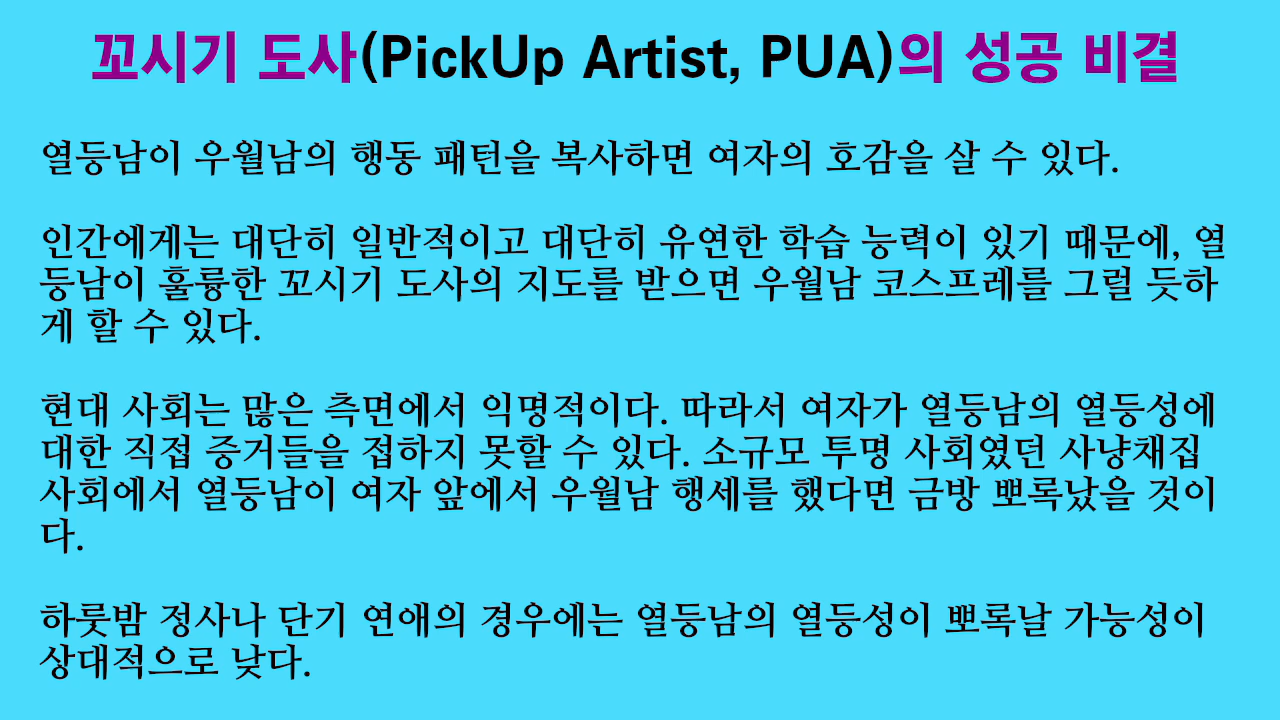 꼬시기 도사(PickUp Artist, PUA)의 성공 비결
열등남이 우월남의 행동 패턴을 복사하면 여자의 호감을 살 수 있다.
인간에게는 대단히 일반적이고 대단히 유연한 학습 능력이 있기 때문에, 열
등남이 훌륭한 꼬시기 도사의 지도를 받으면 우월남 코스프레를 그럴 듯하
게 할 수 있다.
현대 사회는 많은 측면에서 익명적이다. 따라서 여자가 열등남의 열등성에
대한 직접 증거들을 접하지 못할 수 있다. 소규모 투명 사회였던 사냥채집
사회에서 열등남이 여자 앞에서 우월남 행세를 했다면 금방 뽀록났을 것이
다.
하룻밤 정사나 단기 연애의 경우에는 열등남의 열등성이 뽀록날 가능성이
상대적으로 낮다.